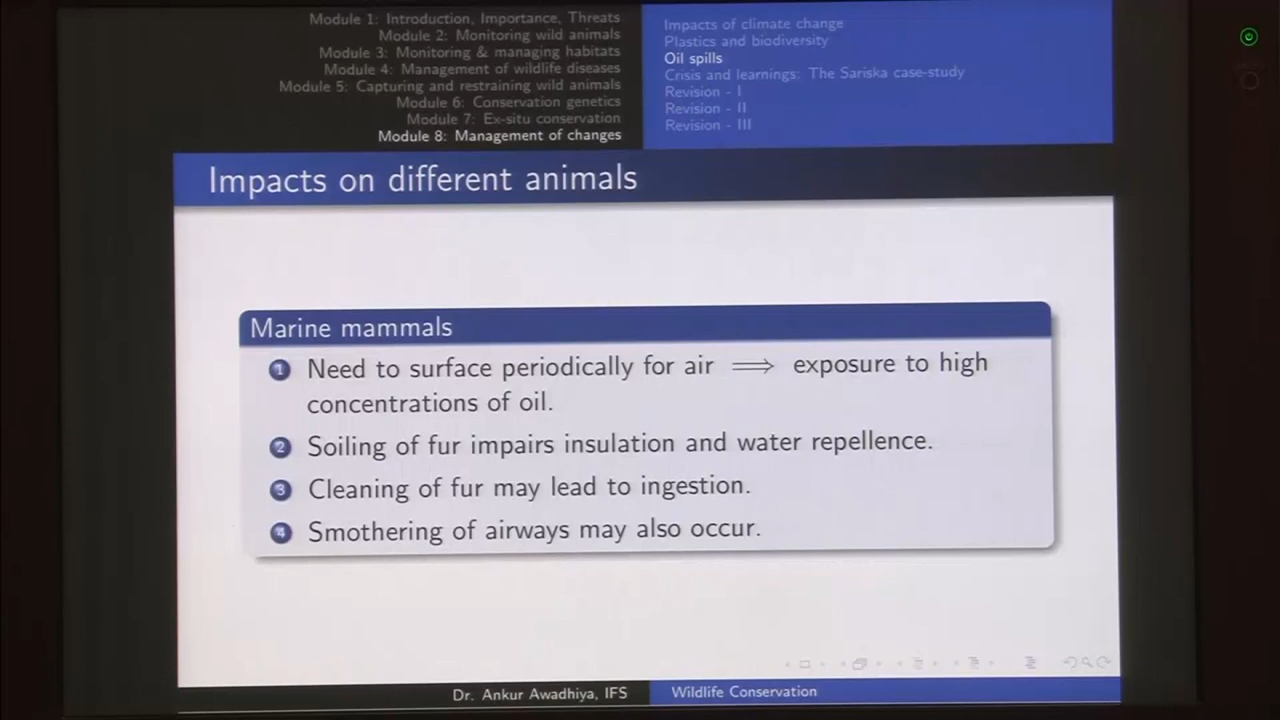 Module 1: Introduction, Importance, Threats
Module 2: Monitoring wild animals
Module 3: Monitoring & managing habitats
Module 4: Management of wildlife diseases
Module 5: Capturing and restraining wild animals
Module 6: Conservation genetics
Module 7: Ex-situ conservation
Module 8: Management of changes
Impacts of climate change
Plastics and biodiversity
Oil spills
Crisis and learnings: The Sariska case-study
Revision - I
Revision - II
Revision - III
Impacts on different animals
Marine mammals
1 Need to surface periodically for air ⟹ exposure to high
concentrations of oil.
2 Soiling of fur impairs insulation and water repellence.
3 Cleaning of fur may lead to ingestion.
4 Smothering of airways may also occur.
Dr. Ankur Awadhiya, IFS
Wildlife Conservation